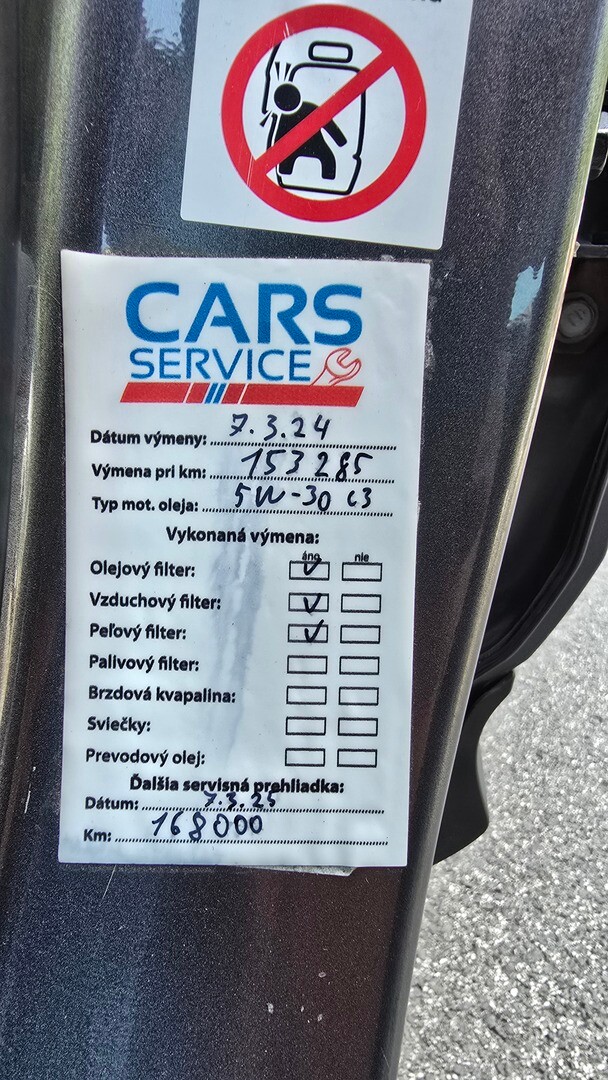 CARS
SERVICE
Dátum výmeny: 7.3.24
Výmena pri km: 153 285
Typ mot. oleja: 5W-30 C3
Vykonaná výmena:
áno nie
Olejový filter:
Vzduchový filter:
Peľový filter:
Palivový filter:
Brzdová kvapalina:
Sviečky:
Prevodový olej:
Ďalšia servisná prehliadka:
Dátum: 7.3.25
Km: 168000